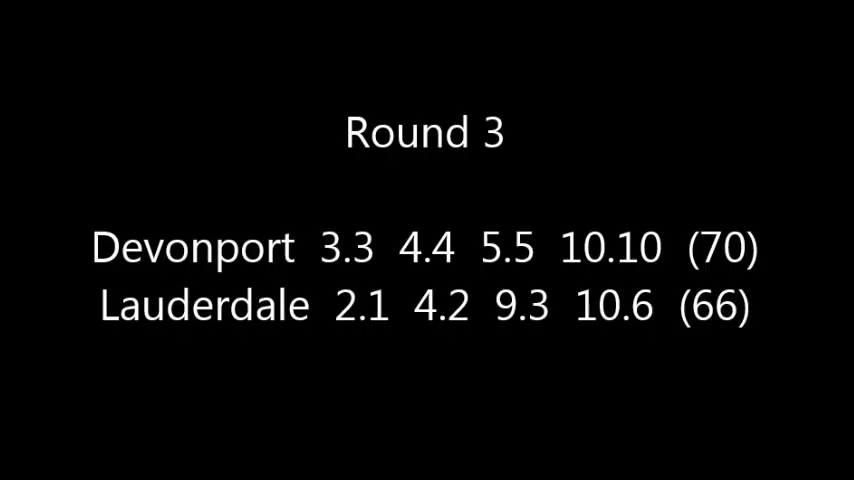 Round 3
Devonport 3.3 4.4 5.5 10.10 (70)
Lauderdale 2.1 4.2 9.3 10.6 (66)